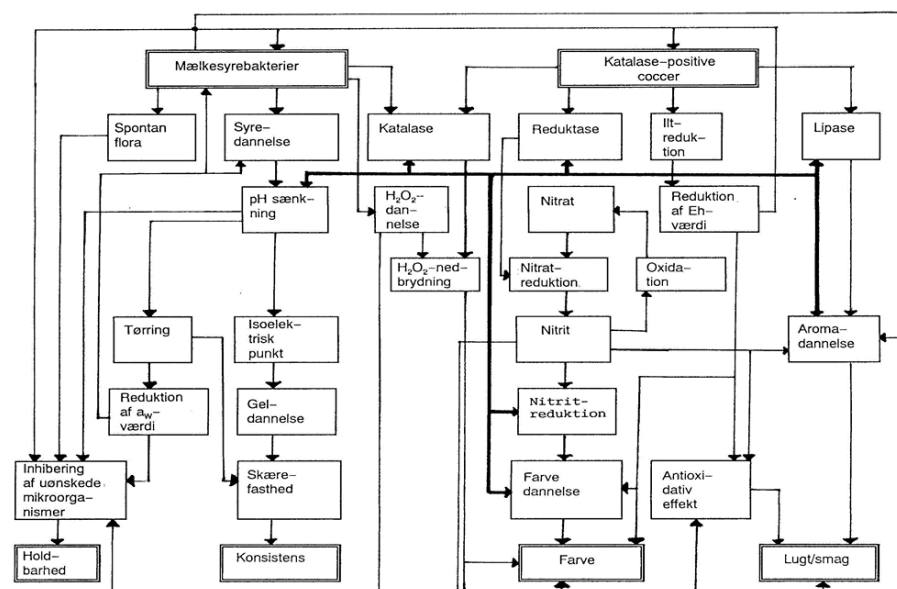 Mælkesyrebakterier
Katalase–positive
coccer
Spontan
flora
Syre–
dannelse
Katalase
Reduktase
Ilt–
reduk–
tion
Lipase
pH sænk–
ning
H₂O₂–
dan–
nelse
Nitrat
Reduktion
af Eh–
værdi
H₂O₂–ned–
brydning
Nitrat–
reduktion
Oxida–
tion
Tørring
Isoelek–
trisk
punkt
Nitrit
Aroma–
dannelse
Reduktion
af a_w–
værdi
Gel–
dannelse
Nitrit–
reduktion
Inhibering
af uønskede
mikroorga–
nismer
Skære–
fasthed
Farve
dannelse
Antioxi–
dativ
effekt
Hold–
barhed
Konsistens
Farve
Lugt/smag